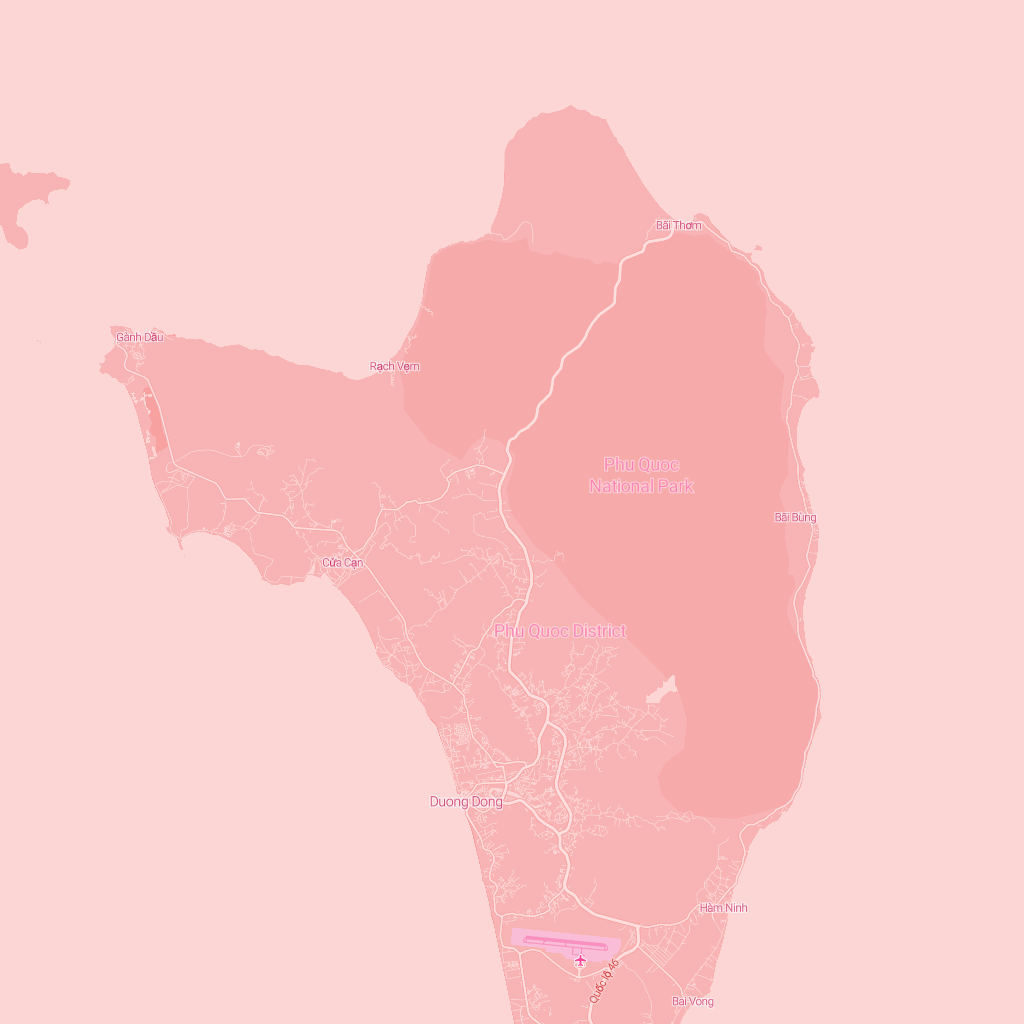 Bãi Thơm
Gành Dầu
Rạch Vẹm
Phu Quoc
National Park
Bãi Bùng
Cửa Cạn
Phu Quoc District
Duong Dong
Hàm Ninh
Quốc lộ 46
Bai Vong